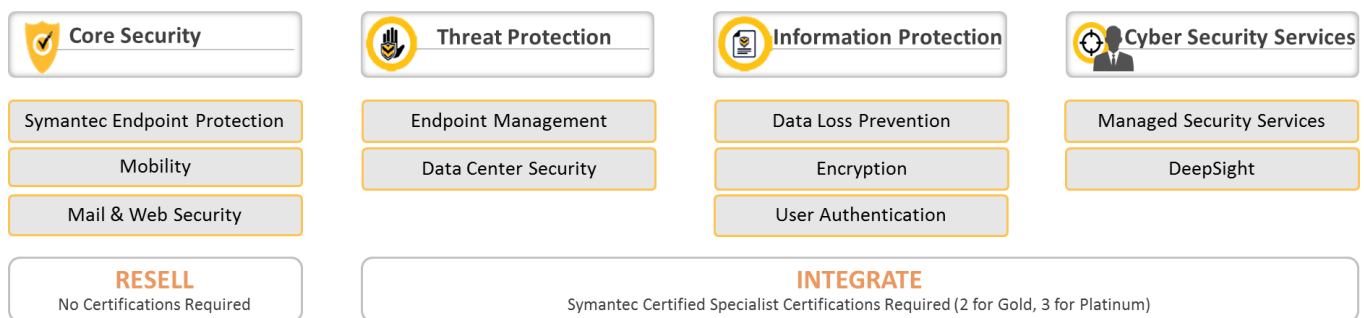 Core Security
Threat Protection
Information Protection
Cyber Security Services
Symantec Endpoint Protection
Endpoint Management
Data Loss Prevention
Managed Security Services
Mobility
Data Center Security
Encryption
DeepSight
Mail & Web Security
User Authentication
RESELL
No Certifications Required
INTEGRATE
Symantec Certified Specialist Certifications Required (2 for Gold, 3 for Platinum)